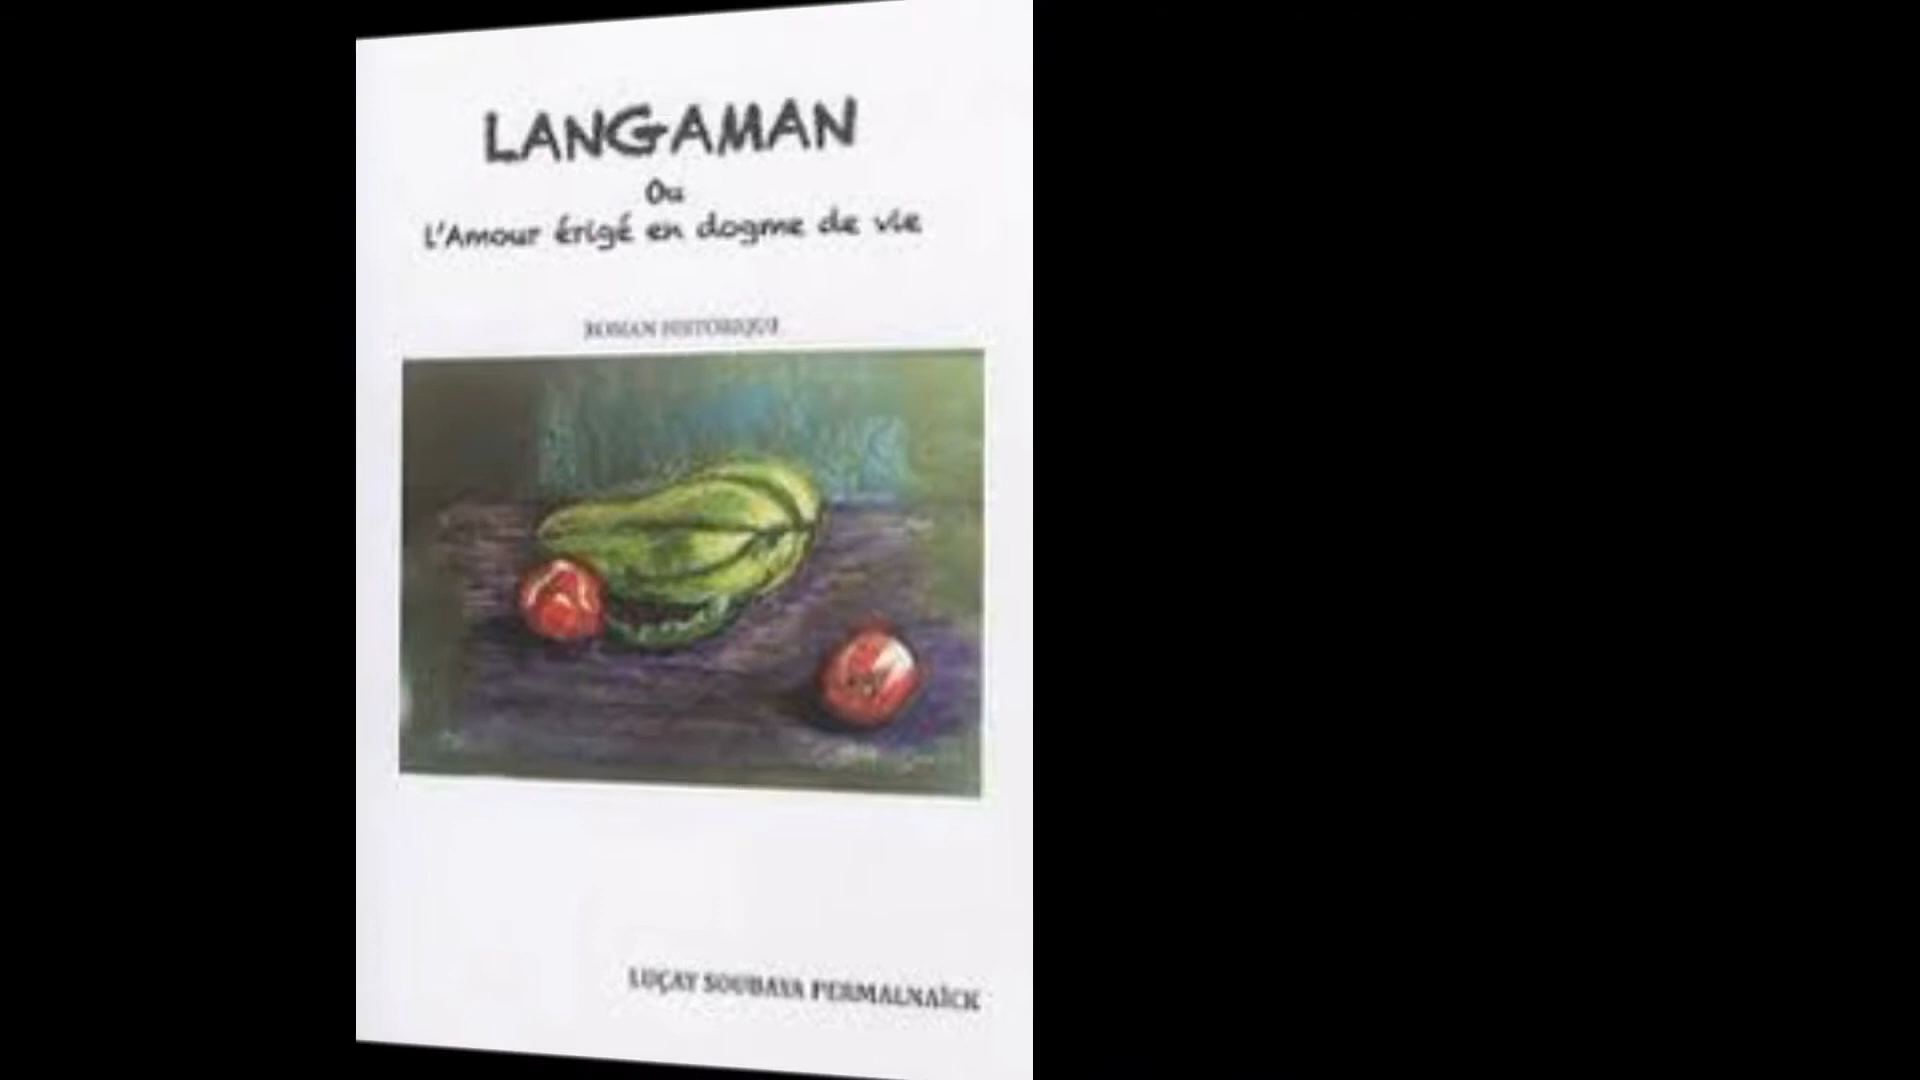 LANGAMAN
Ou
L'Amour érigé en dogme de vie
ROMAN HISTORIQUE
LUÇAY SOUBAYA PERMALNAÏCK